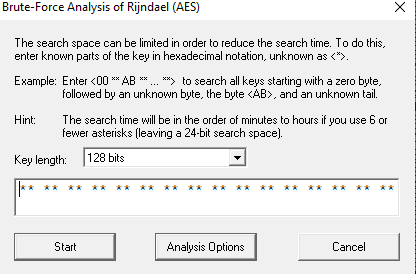 Brute-Force Analysis of Rijndael (AES)
The search space can be limited in order to reduce the search time. To do this,
enter known parts of the key in hexadecimal notation, unknown as <*>.
Example: Enter <00 ** AB ** ... **> to search all keys starting with a zero byte,
followed by an unknown byte, the byte <AB>, and an unknown tail.
Hint: The search time will be in the order of minutes to hours if you use 6 or
fewer asterisks (leaving a 24-bit search space).
Key length: 128 bits
** ** ** ** ** ** ** ** ** ** ** ** ** ** ** **
Start Analysis Options Cancel